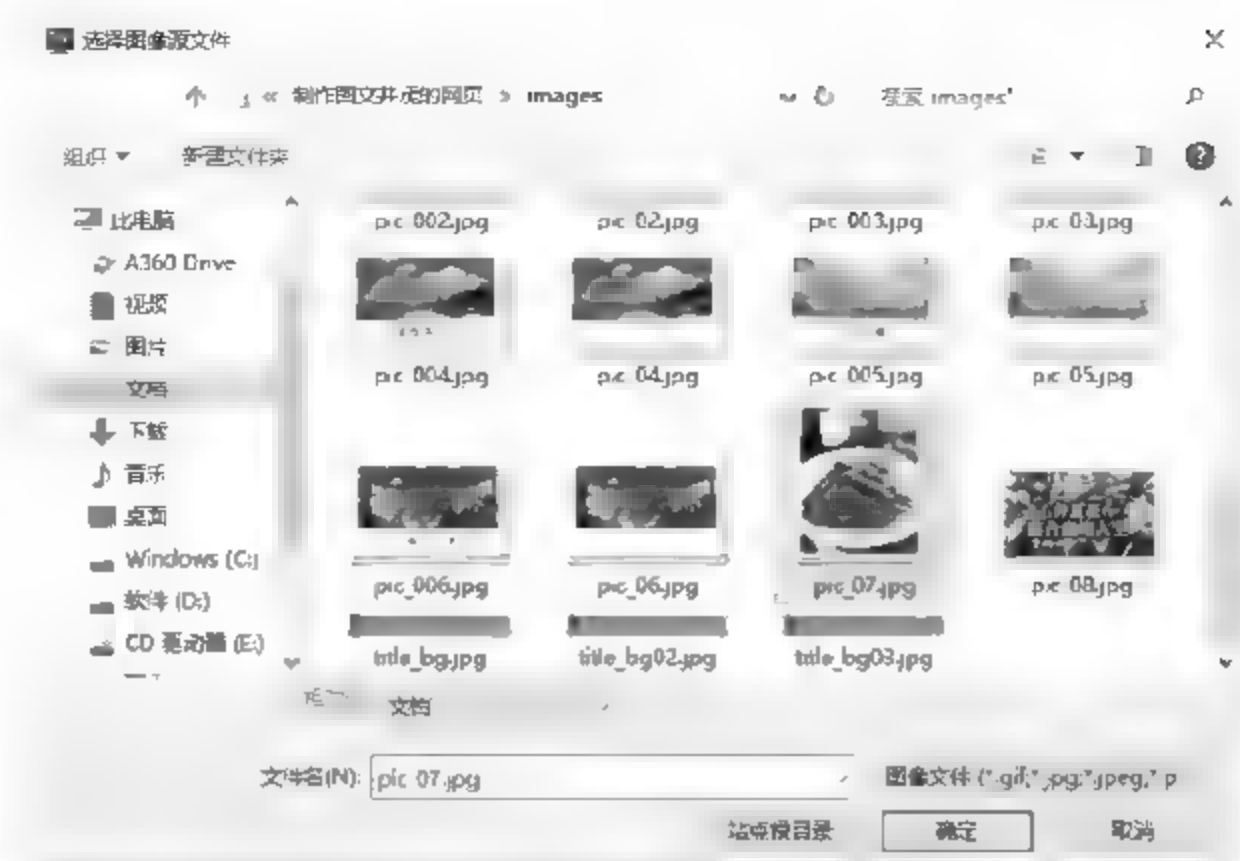 选择图像源文件
« 制作图文并茂的网页 > images
搜索"images"
组织
新建文件夹
此电脑
A360 Drive
视频
图片
文档
下载
音乐
桌面
Windows (C:)
软件 (D:)
CD 驱动器 (E:)
pic_002.jpg pic_02.jpg pic_003.jpg pic_03.jpg
pic_004.jpg pic_04.jpg pic_005.jpg pic_05.jpg
pic_006.jpg pic_06.jpg pic_07.jpg pic_08.jpg
title_bg.jpg title_bg02.jpg title_bg03.jpg
文档
文件名(N): pic_07.jpg
图像文件 (*.gif;*.jpg;*.jpeg;*.p
站点根目录 确定 取消